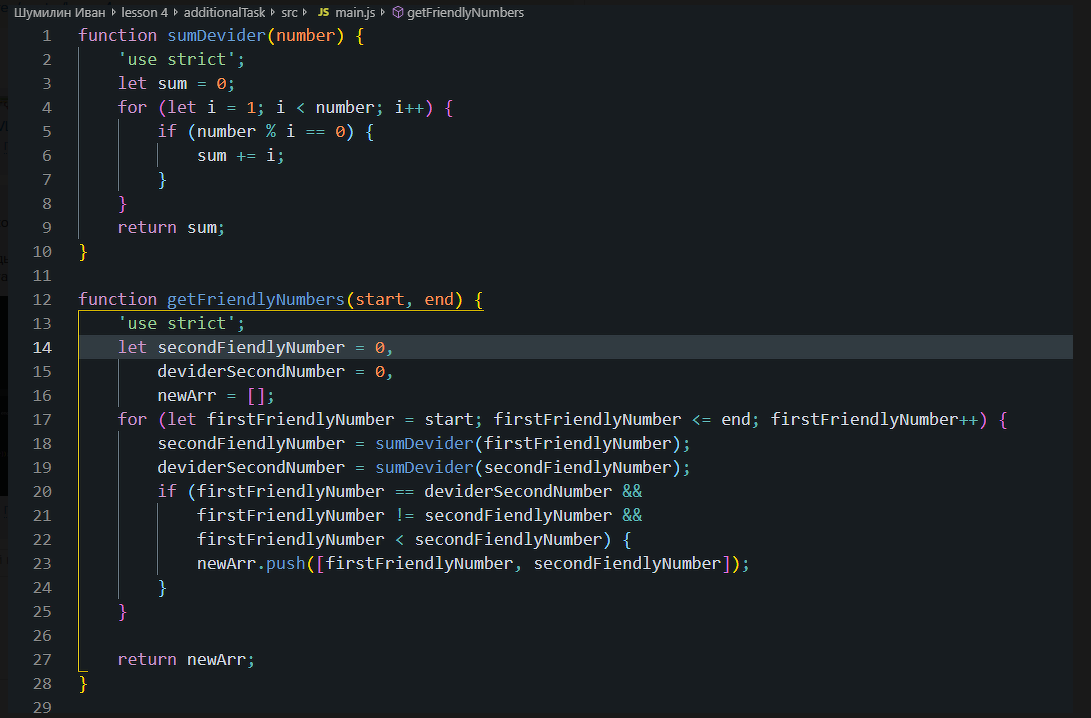 Шумилин Иван lesson 4 additionalTask src JS main.js getFriendlyNumbers
1 function sumDevider(number) {
2 'use strict';
3 let sum = 0;
4 for (let i = 1; i < number; i++) {
5 if (number % i == 0) {
6 sum += i;
7 }
8 }
9 return sum;
10 }
11
12 function getFriendlyNumbers(start, end) {
13 'use strict';
14 let secondFiendlyNumber = 0,
15 deviderSecondNumber = 0,
16 newArr = [];
17 for (let firstFriendlyNumber = start; firstFriendlyNumber <= end; firstFriendlyNumber++) {
18 secondFiendlyNumber = sumDevider(firstFriendlyNumber);
19 deviderSecondNumber = sumDevider(secondFiendlyNumber);
20 if (firstFriendlyNumber == deviderSecondNumber &&
21 firstFriendlyNumber != secondFiendlyNumber &&
22 firstFriendlyNumber < secondFiendlyNumber) {
23 newArr.push([firstFriendlyNumber, secondFiendlyNumber]);
24 }
25 }
26
27 return newArr;
28 }
29